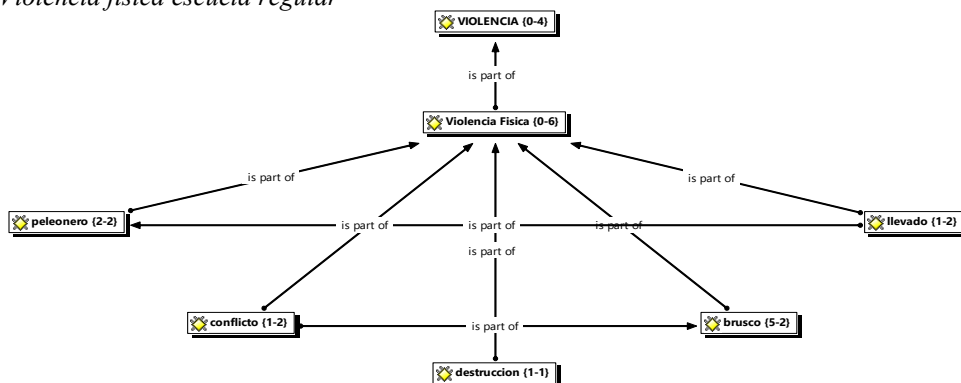 Violencia física escuela regular
VIOLENCIA {0-4}
is part of
Violencia Fisica {0-6}
is part of
is part of
peleonero {2-2}
is part of
is part of
is part of
llevado {1-2}
is part of
conflicto {1-2}
is part of
brusco {5-2}
destruccion {1-1}